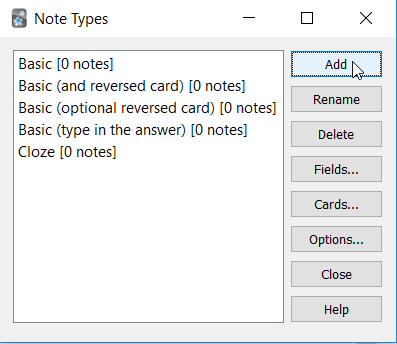 Note Types
Basic [0 notes]
Basic (and reversed card) [0 notes]
Basic (optional reversed card) [0 notes]
Basic (type in the answer) [0 notes]
Cloze [0 notes]
Add
Rename
Delete
Fields...
Cards...
Options...
Close
Help